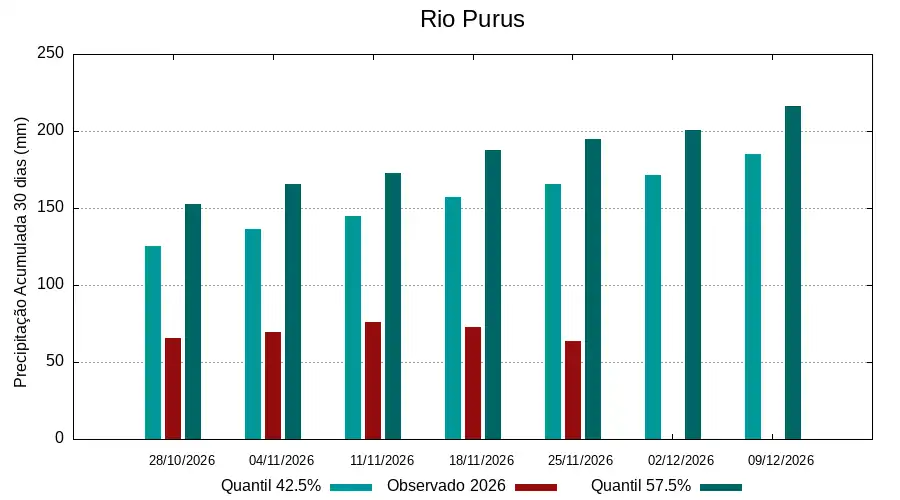 Rio Purus
Precipitação Acumulada 30 dias (mm)
250
200
150
100
50
0
28/10/2026 04/11/2026 11/11/2026 18/11/2026 25/11/2026 02/12/2026 09/12/2026
Quantil 42.5% Observado 2026 Quantil 57.5%